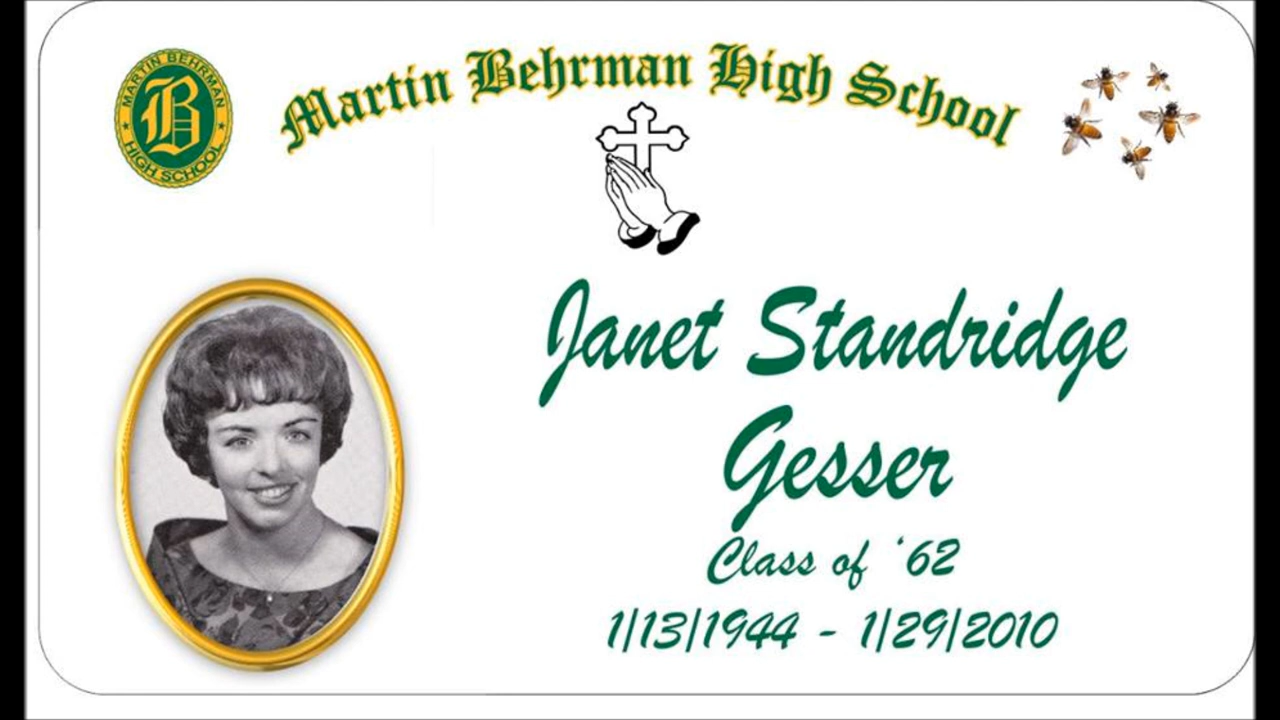 Martin Behrman High School
MARTIN BEHRMAN
B
HIGH SCHOOL
Janet Standridge
Gesser
Class of ‘62
1/13/1944 - 1/29/2010